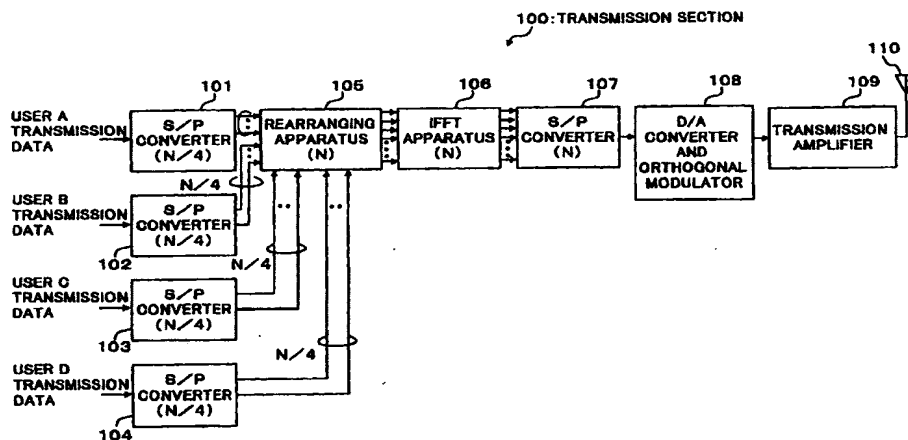 100:TRANSMISSION SECTION
110
101
105
106
107
108
109
USER A
TRANSMISSION
DATA
S/P
CONVERTER
(N/4)
REARRANGING
APPARATUS
(N)
IFFT
APPARATUS
(N)
S/P
CONVERTER
(N)
D/A
CONVERTER
AND
ORTHOGONAL
MODULATOR
TRANSMISSION
AMPLIFIER
N/4
USER B
TRANSMISSION
DATA
S/P
CONVERTER
(N/4)
102
N/4
USER C
TRANSMISSION
DATA
S/P
CONVERTER
(N/4)
103
N/4
USER D
TRANSMISSION
DATA
S/P
CONVERTER
(N/4)
104